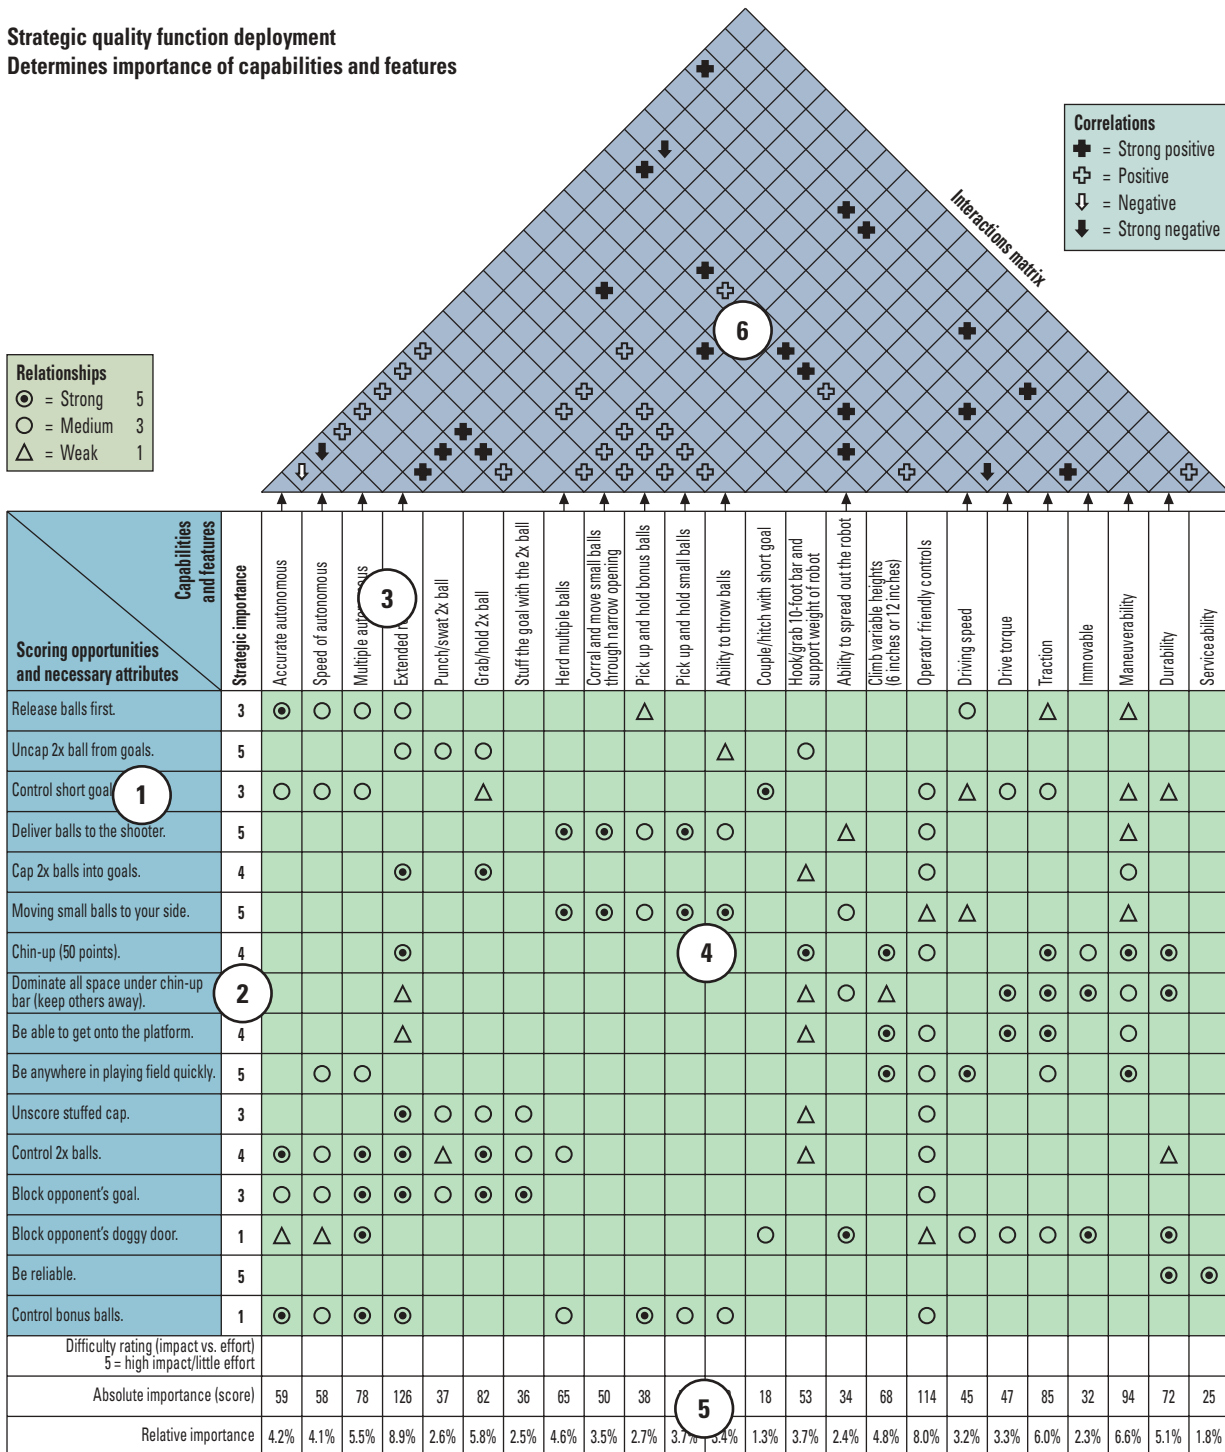 Strategic quality function deployment
Determines importance of capabilities and features
Correlations
= Strong positive
= Positive
= Negative
= Strong negative
Interactions matrix
6
Relationships
= Strong 5
= Medium 3
= Weak 1
Capabilities
and features
Scoring opportunities
and necessary attributes
Strategic importance
Accurate autonomous
Speed of autonomous
Multiple
3
Extended
Punch/swat 2x ball
Grab/hold 2x ball
Stuff the goal with the 2x ball
Herd multiple balls
Corral and move small balls
through narrow opening
Pick up and hold bonus balls
Pick up and hold small balls
Ability to throw balls
Couple/hitch with short goal
Hook/grab 10-foot bar and
support weight of robot
Ability to spread out the robot
Climb variable heights
(6 inches or 12 inches)
Operator friendly controls
Driving speed
Drive torque
Traction
Immovable
Maneuverability
Durability
Serviceability
Release balls first. 3
Uncap 2x ball from goals. 5
Control short goal 3
1
Deliver balls to the shooter. 5
Cap 2x balls into goals. 4
Moving small balls to your side. 5
Chin-up (50 points). 4
4
Dominate all space under chin-up
bar (keep others away).
2
Be able to get onto the platform. 4
Be anywhere in playing field quickly. 5
Unscore stuffed cap. 3
Control 2x balls. 4
Block opponent's goal. 3
Block opponent's doggy door. 1
Be reliable. 5
Control bonus balls. 1
Difficulty rating (impact vs. effort)
5 = high impact/little effort
Absolute importance (score) 59 58 78 126 37 82 36 65 50 38 18 53 34 68 114 45 47 85 32 94 72 25
5
Relative importance 4.2% 4.1% 5.5% 8.9% 2.6% 5.8% 2.5% 4.6% 3.5% 2.7% 3.7% 3.4% 1.3% 3.7% 2.4% 4.8% 8.0% 3.2% 3.3% 6.0% 2.3% 6.6% 5.1% 1.8%